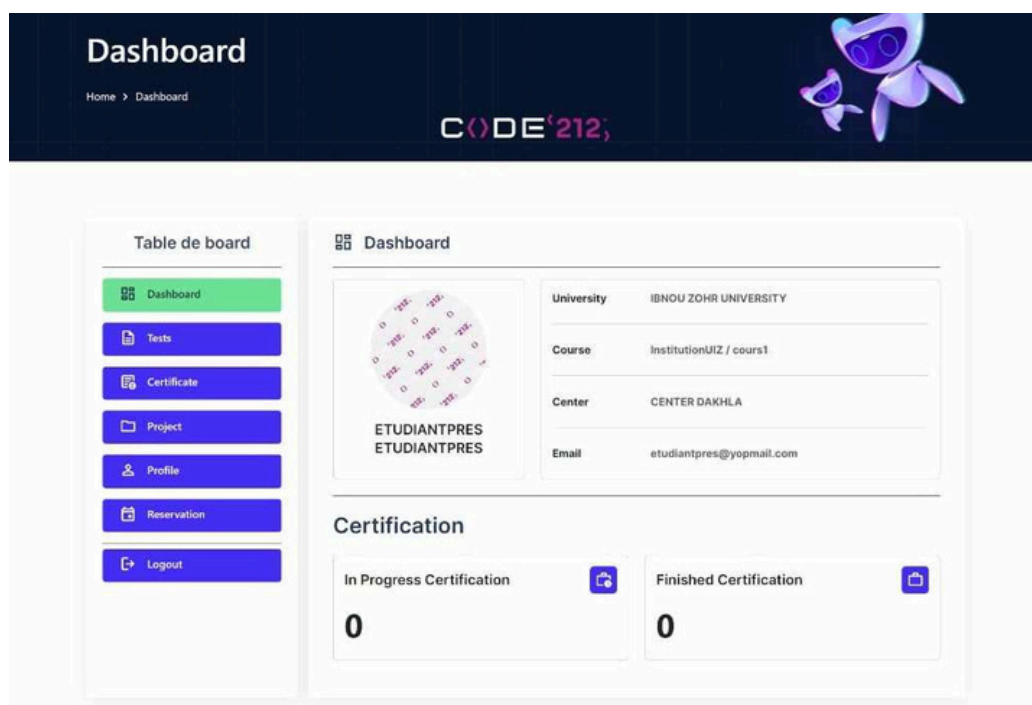 Dashboard
Home > Dashboard
C<>DE‘212;
Table de board
Dashboard
Tests
Certificate
Project
Profile
Reservation
Logout
Dashboard
ETUDIANTPRES
ETUDIANTPRES
University IBNOU ZOHR UNIVERSITY
Course InstitutionUIZ / cours1
Center CENTER DAKHLA
Email etudiantpres@yopmail.com
Certification
In Progress Certification
0
Finished Certification
0